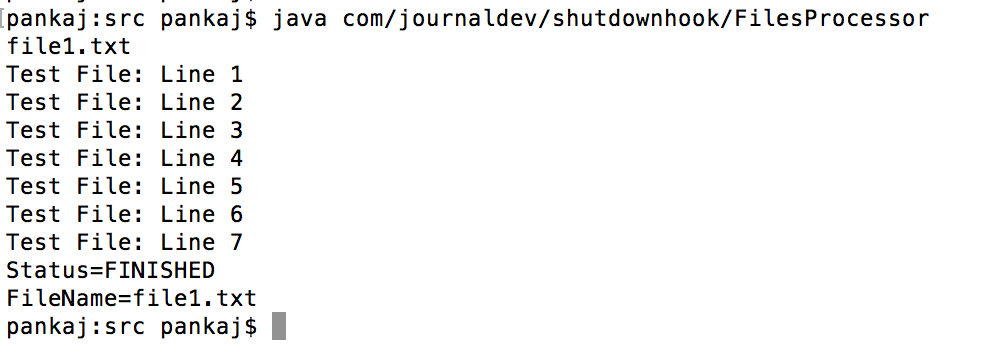 pankaj:src pankaj$ java com/journaldev/shutdownhook/FilesProcessor
file1.txt
Test File: Line 1
Test File: Line 2
Test File: Line 3
Test File: Line 4
Test File: Line 5
Test File: Line 6
Test File: Line 7
Status=FINISHED
FileName=file1.txt
pankaj:src pankaj$